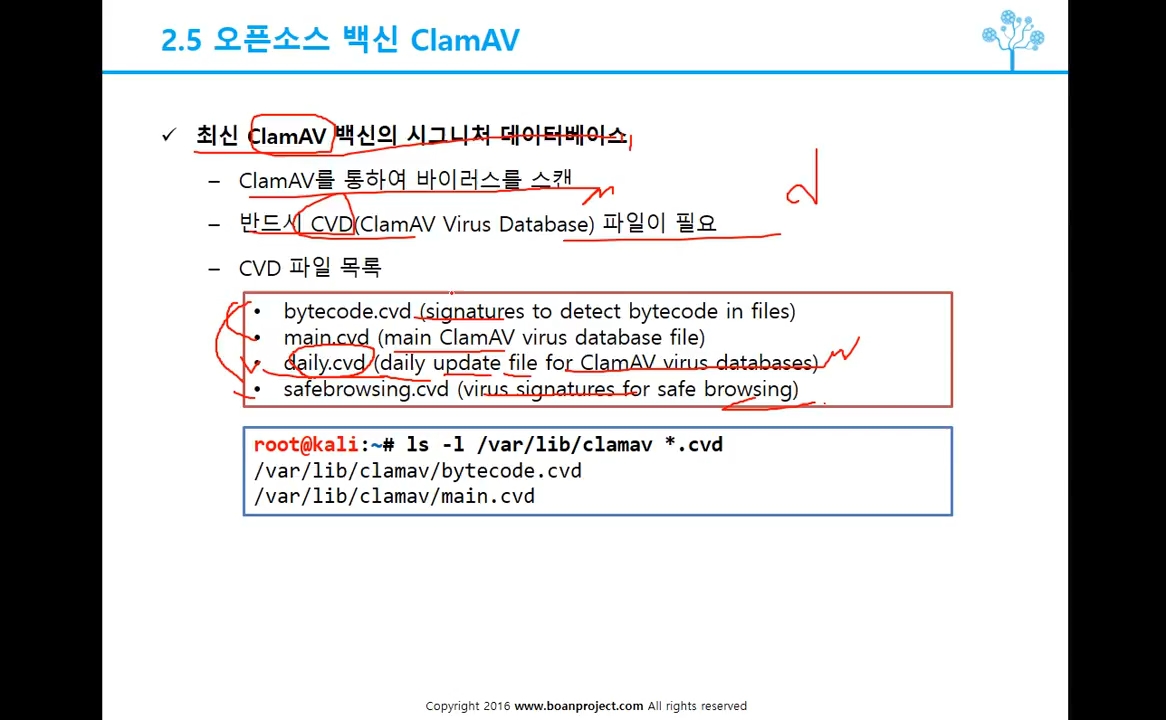 2.5 오픈소스 백신 ClamAV
✓ 최신 ClamAV 백신의 시그니처 데이터베이스
– ClamAV를 통하여 바이러스를 스캔
– 반드시 CVD(ClamAV Virus Database) 파일이 필요
– CVD 파일 목록
• bytecode.cvd (signatures to detect bytecode in files)
• main.cvd (main ClamAV virus database file)
• daily.cvd (daily update file for ClamAV virus databases)
• safebrowsing.cvd (virus signatures for safe browsing)
root@kali:~# ls -l /var/lib/clamav *.cvd
/var/lib/clamav/bytecode.cvd
/var/lib/clamav/main.cvd
Copyright 2016 www.boanproject.com All rights reserved